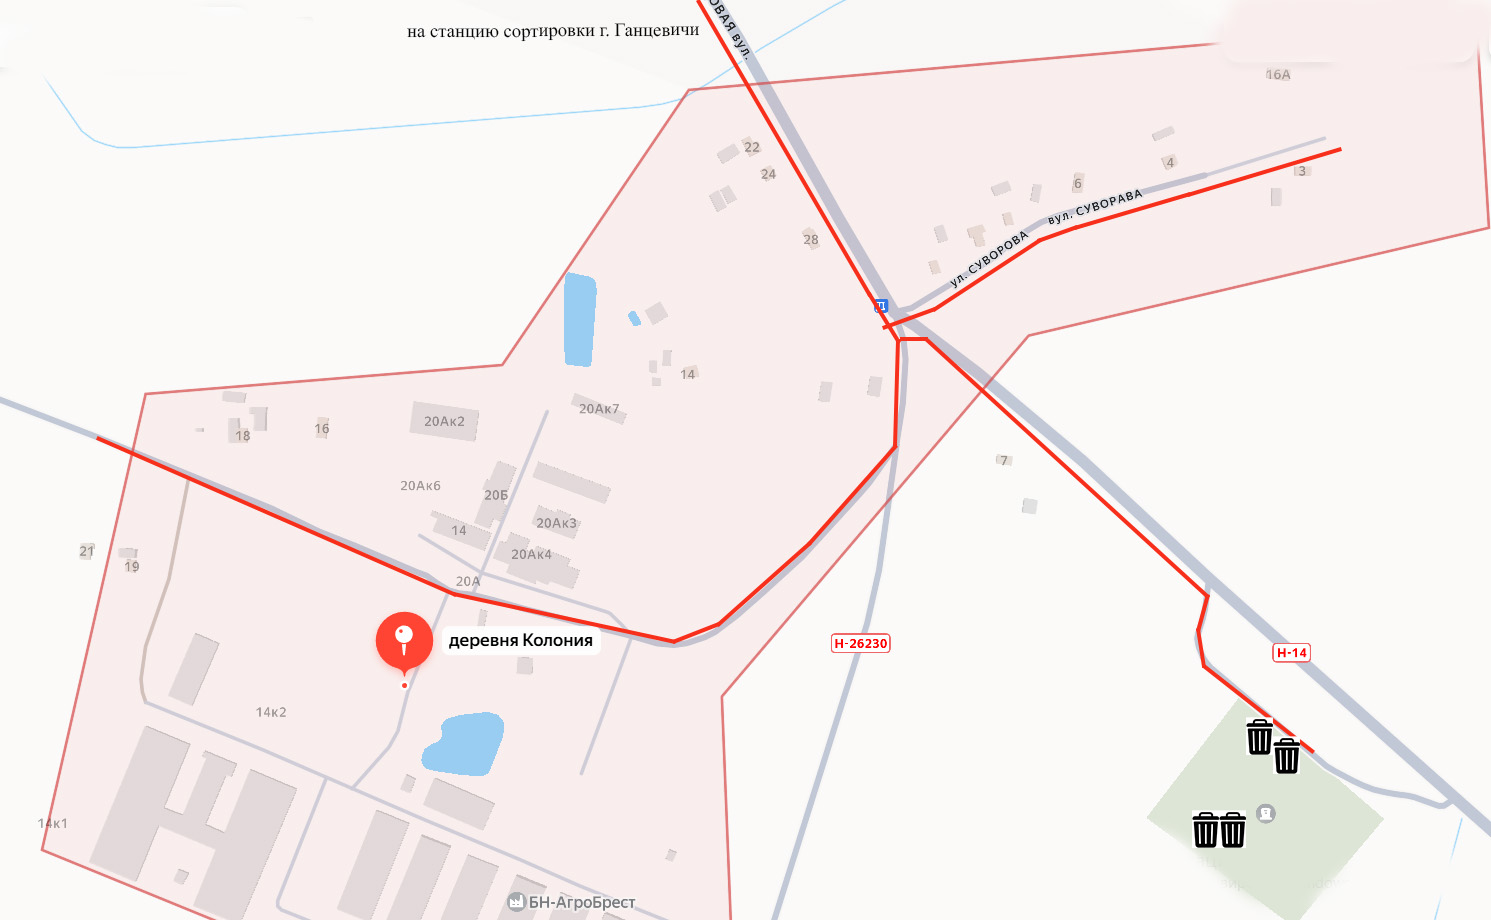 на станцию сортировки г. Ганцевичи
ОВАЯ вул.
16А
22
24
4
3
6
28
вул. СУВОРАВА
ул. СУВОРОВА
14
20Ак7
20Ак2
18
16
20Ак6
20Б
7
14
20Ак3
20Ак4
21
19
20А
деревня Колония
Н-26230
Н-14
14к2
14к1
БН-АгроБрест